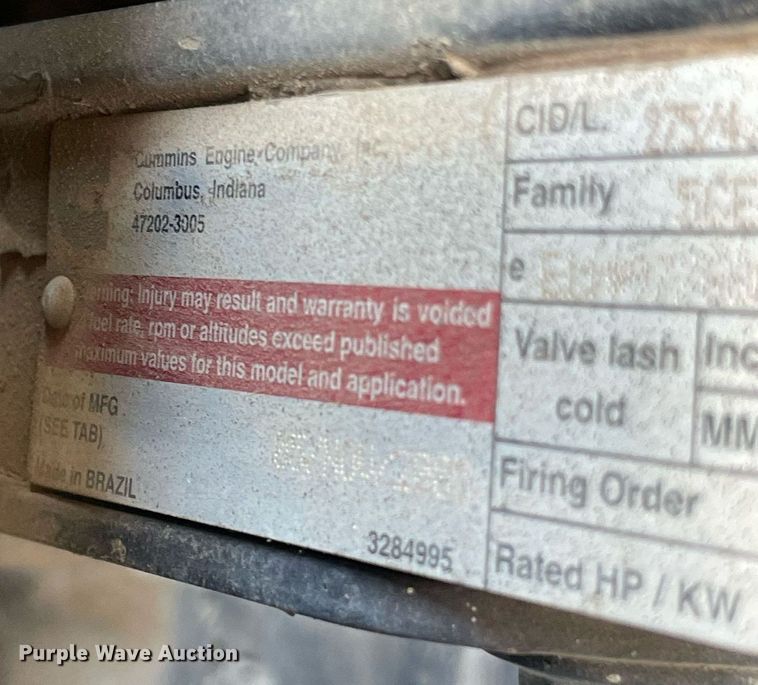 Cummins Engine Company, Inc.
Columbus, Indiana
47202-3005
Injury may result and warranty is voided
fuel rate, rpm or altitudes exceed published
maximum values for this model and application.
Date of MFG
(SEE TAB)
Made in BRAZIL
3284995
CID/L.
Family
Valve lash
cold
Inc
MM
Firing Order
Rated HP / KW
Purple Wave Auction